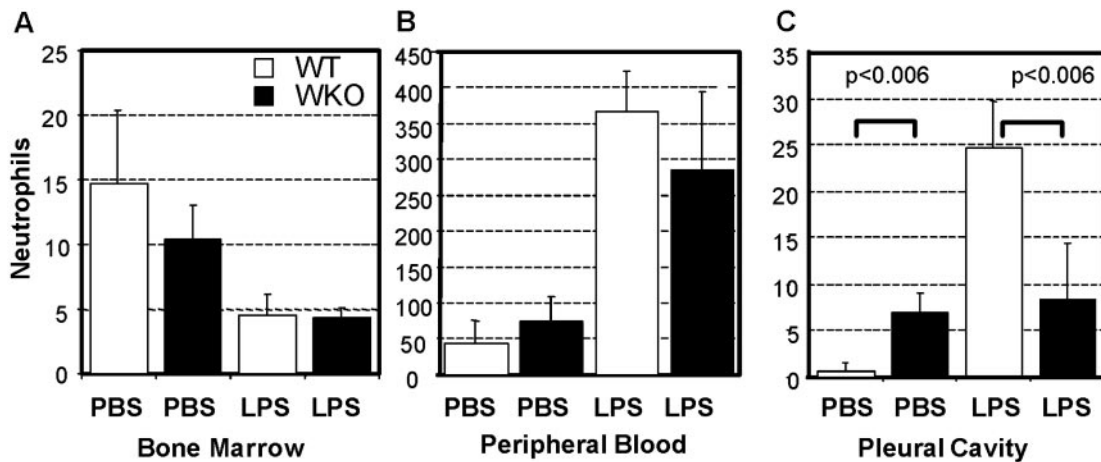 A
Neutrophils
25
20
15
10
5
0
WT
WKO
PBS PBS LPS LPS
Bone Marrow
B
450
400
350
300
250
200
150
100
50
0
PBS PBS LPS LPS
Peripheral Blood
C
35
30
25
20
15
10
5
0
p<0.006 p<0.006
PBS PBS LPS LPS
Pleural Cavity